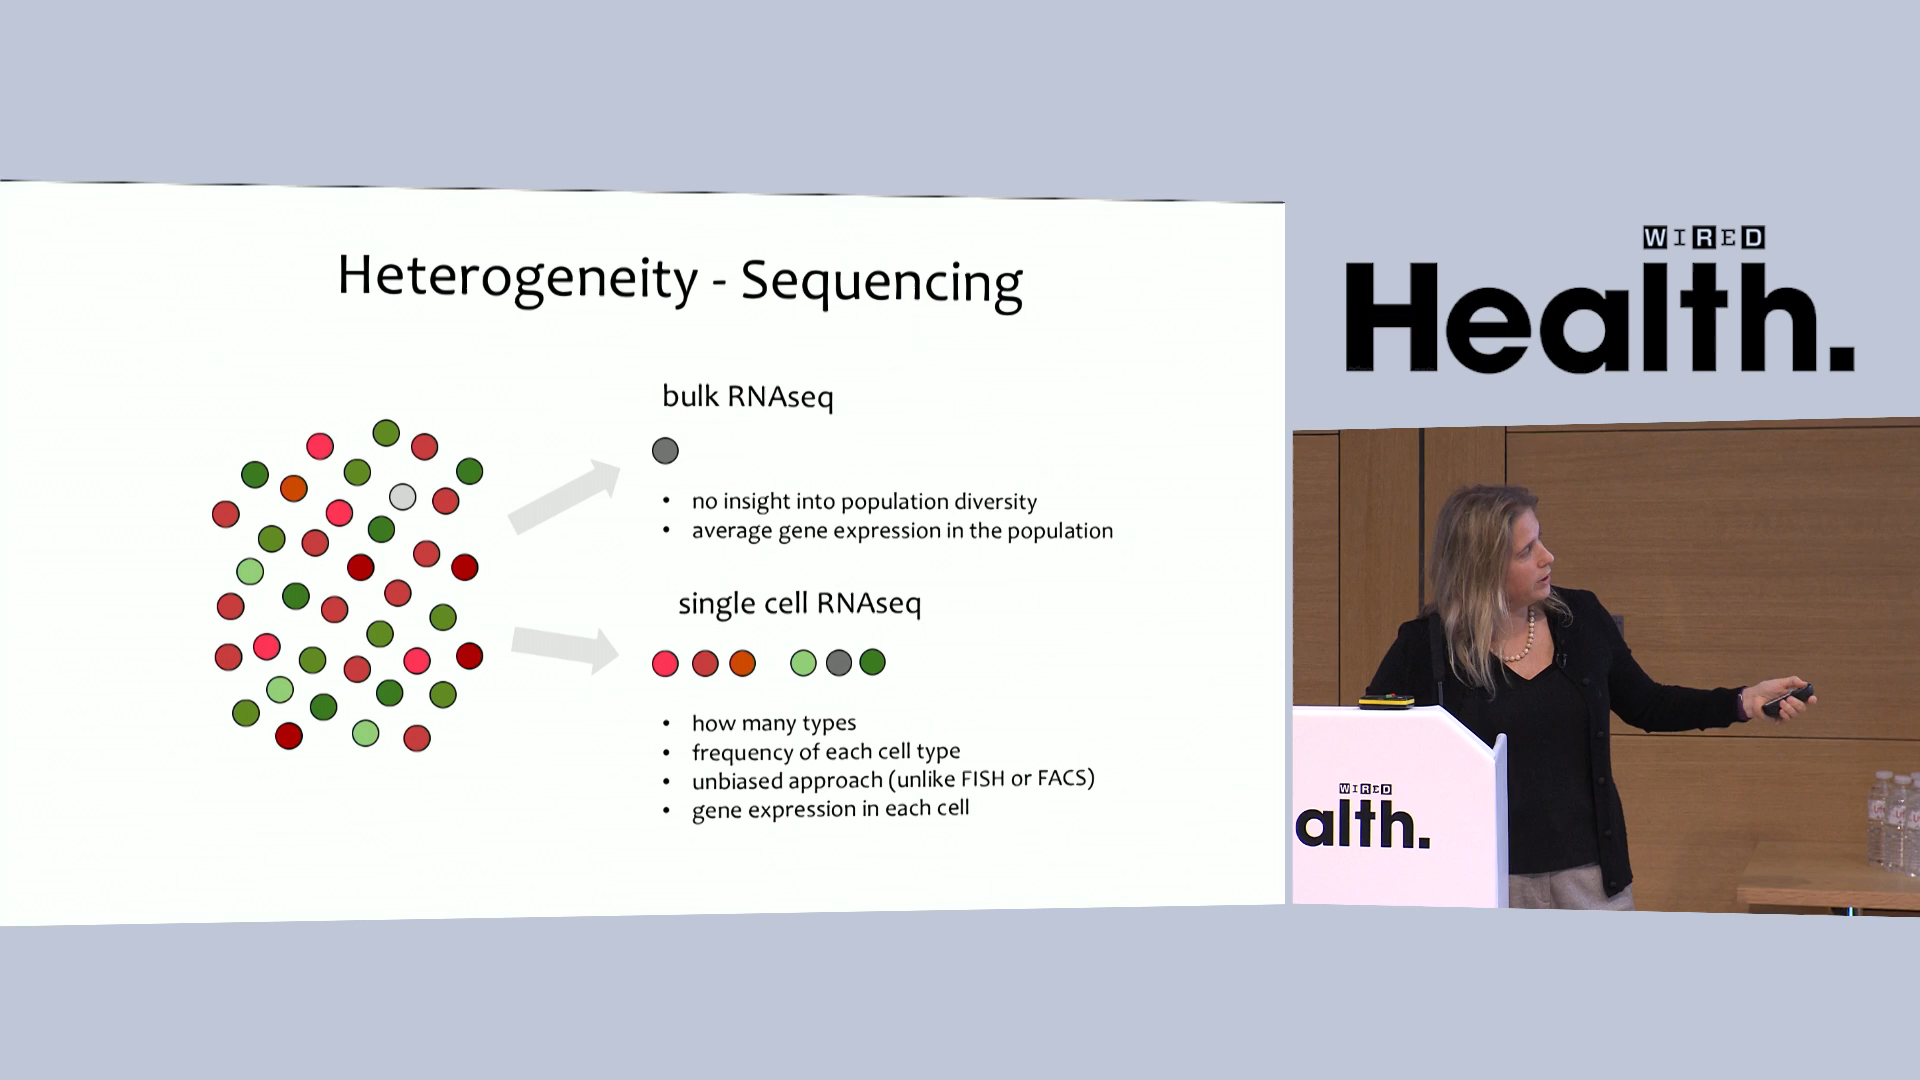 Heterogeneity - Sequencing
bulk RNAseq
• no insight into population diversity
• average gene expression in the population
single cell RNAseq
• how many types
• frequency of each cell type
• unbiased approach (unlike FISH or FACS)
• gene expression in each cell
WIRED
Health.
WIRED
alth.